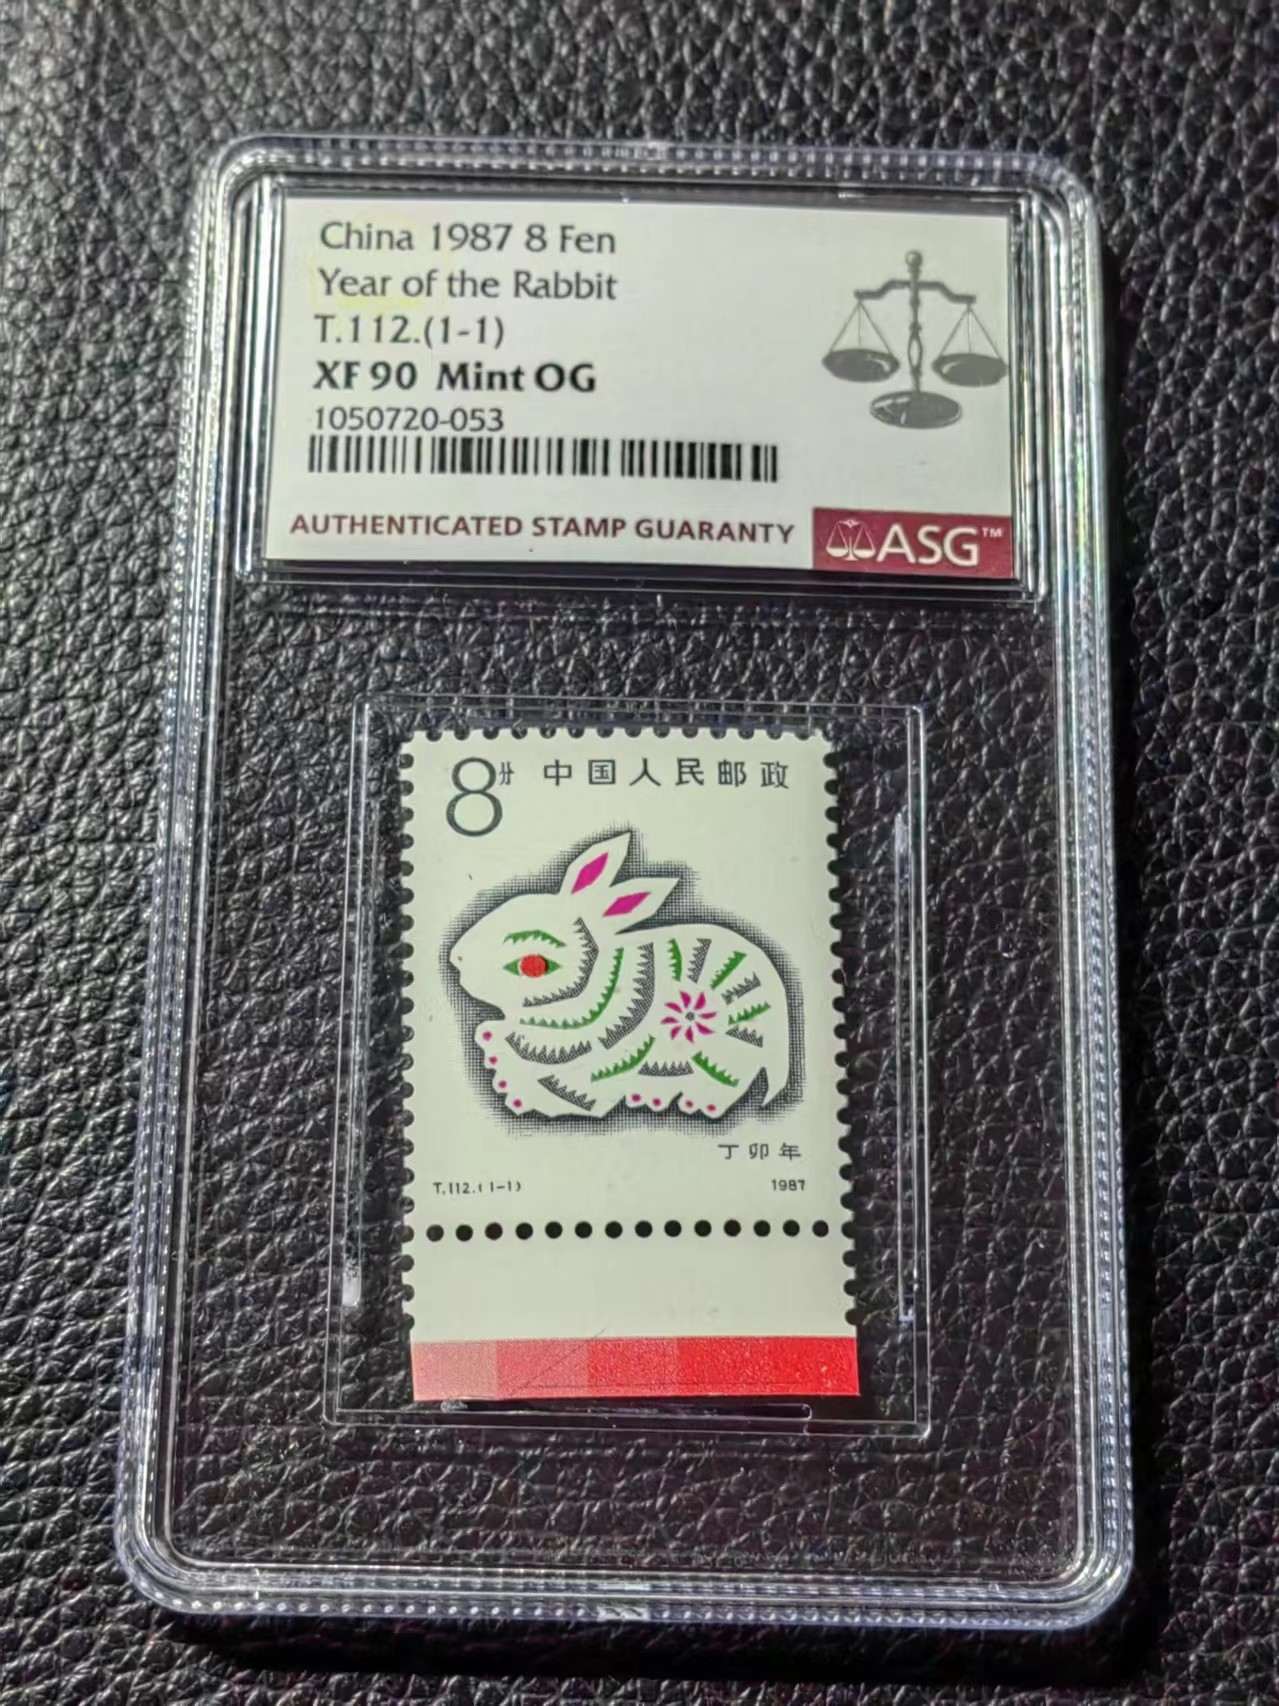 China 1987 8 Fen
Year of the Rabbit
T.112.(1-1)
XF 90 Mint OG
1050720-053
AUTHENTICATED STAMP GUARANTY
ASG™
8分 中国人民邮政
丁卯年
T.112.(1-1) 1987